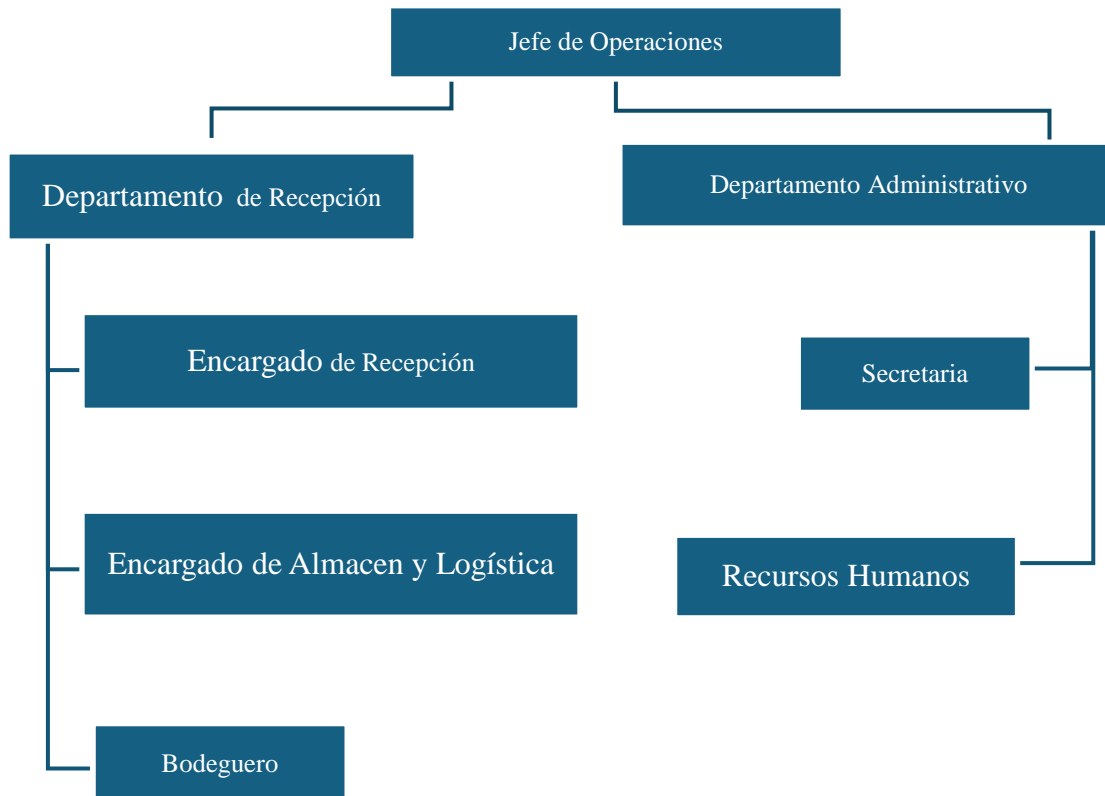 Jefe de Operaciones
Departamento de Recepción
Departamento Administrativo
Encargado de Recepción
Secretaria
Encargado de Almacen y Logística
Recursos Humanos
Bodeguero